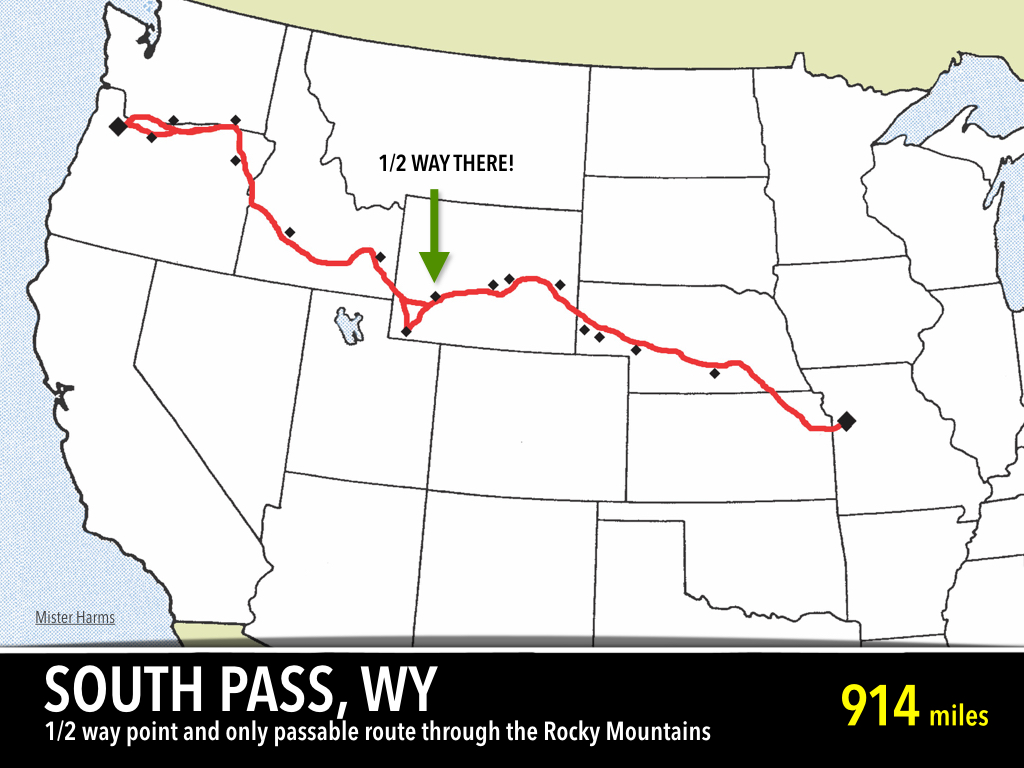 1/2 WAY THERE!
Mister Harms
SOUTH PASS, WY
1/2 way point and only passable route through the Rocky Mountains
914 miles